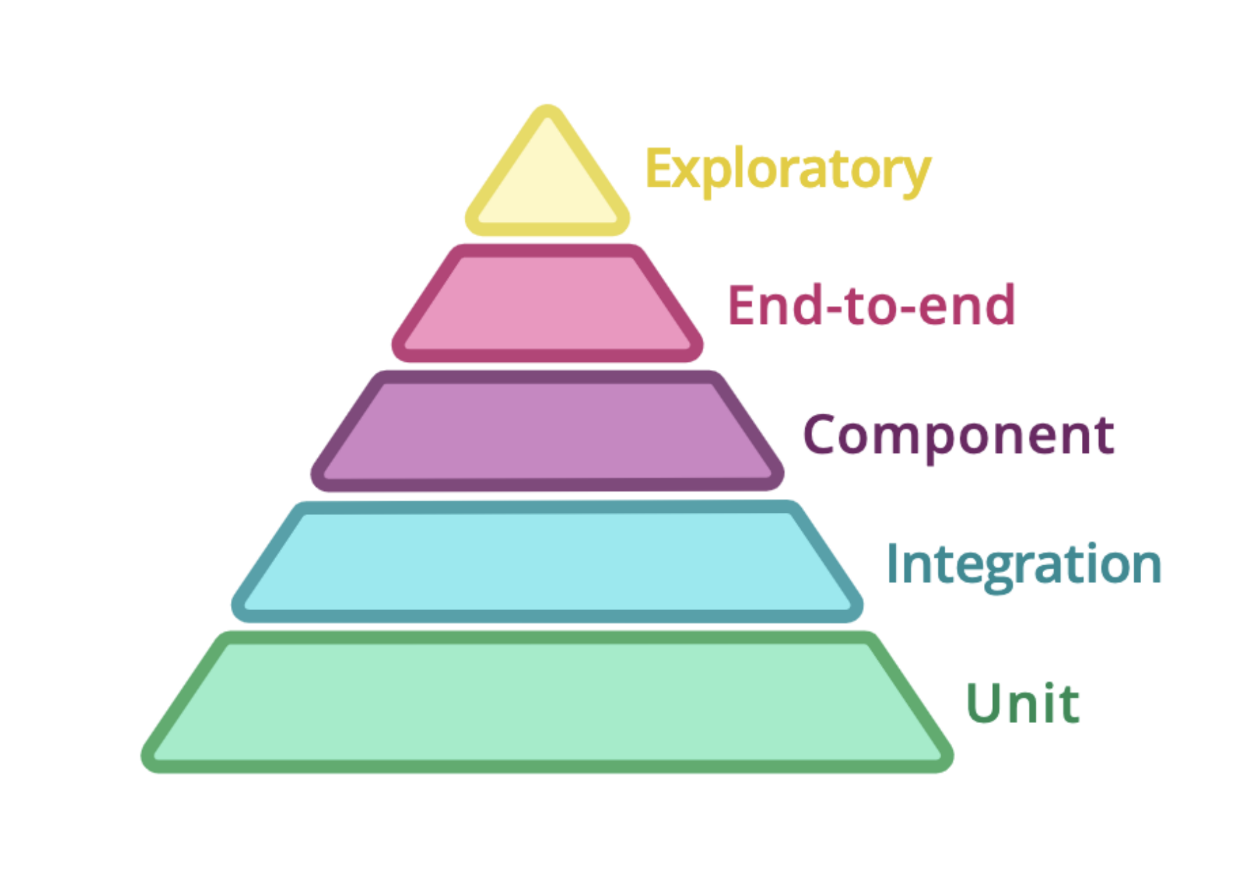 Exploratory
End-to-end
Component
Integration
Unit